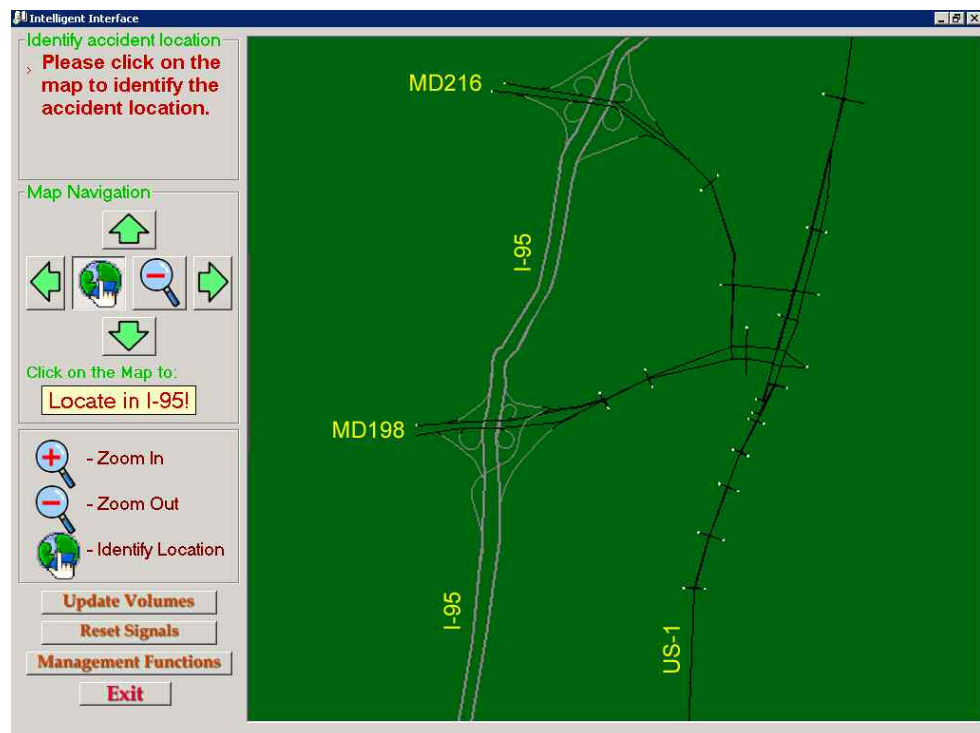 Intelligent Interface
Identify accident location
Please click on the
map to identify the
accident location.
Map Navigation
Click on the Map to:
Locate in I-95!
- Zoom In
- Zoom Out
- Identify Location
Update Volumes
Reset Signals
Management Functions
Exit
MD216
I-95
MD198
I-95
US-1